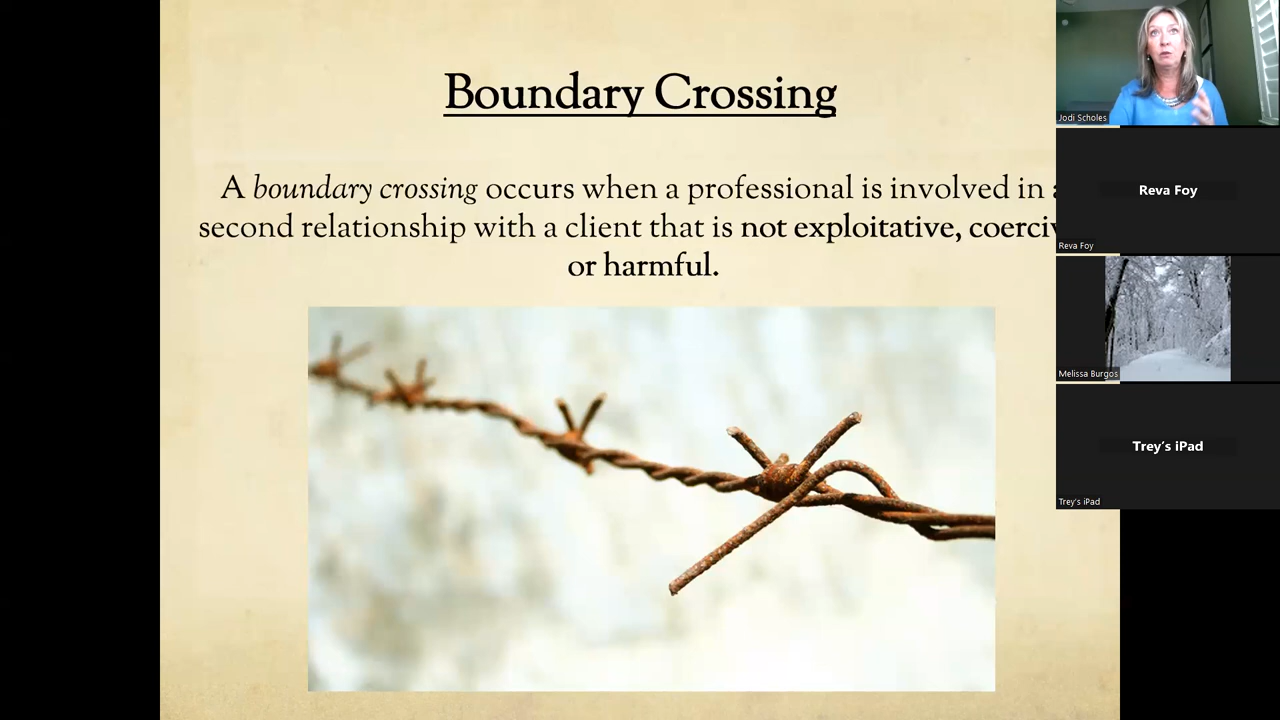 Boundary Crossing
A boundary crossing occurs when a professional is involved in
second relationship with a client that is not exploitative,
or harmful.
Jodi Scholes
Reva Foy
Reva Foy
Melissa Burgos
Trey's iPad
Trey's iPad